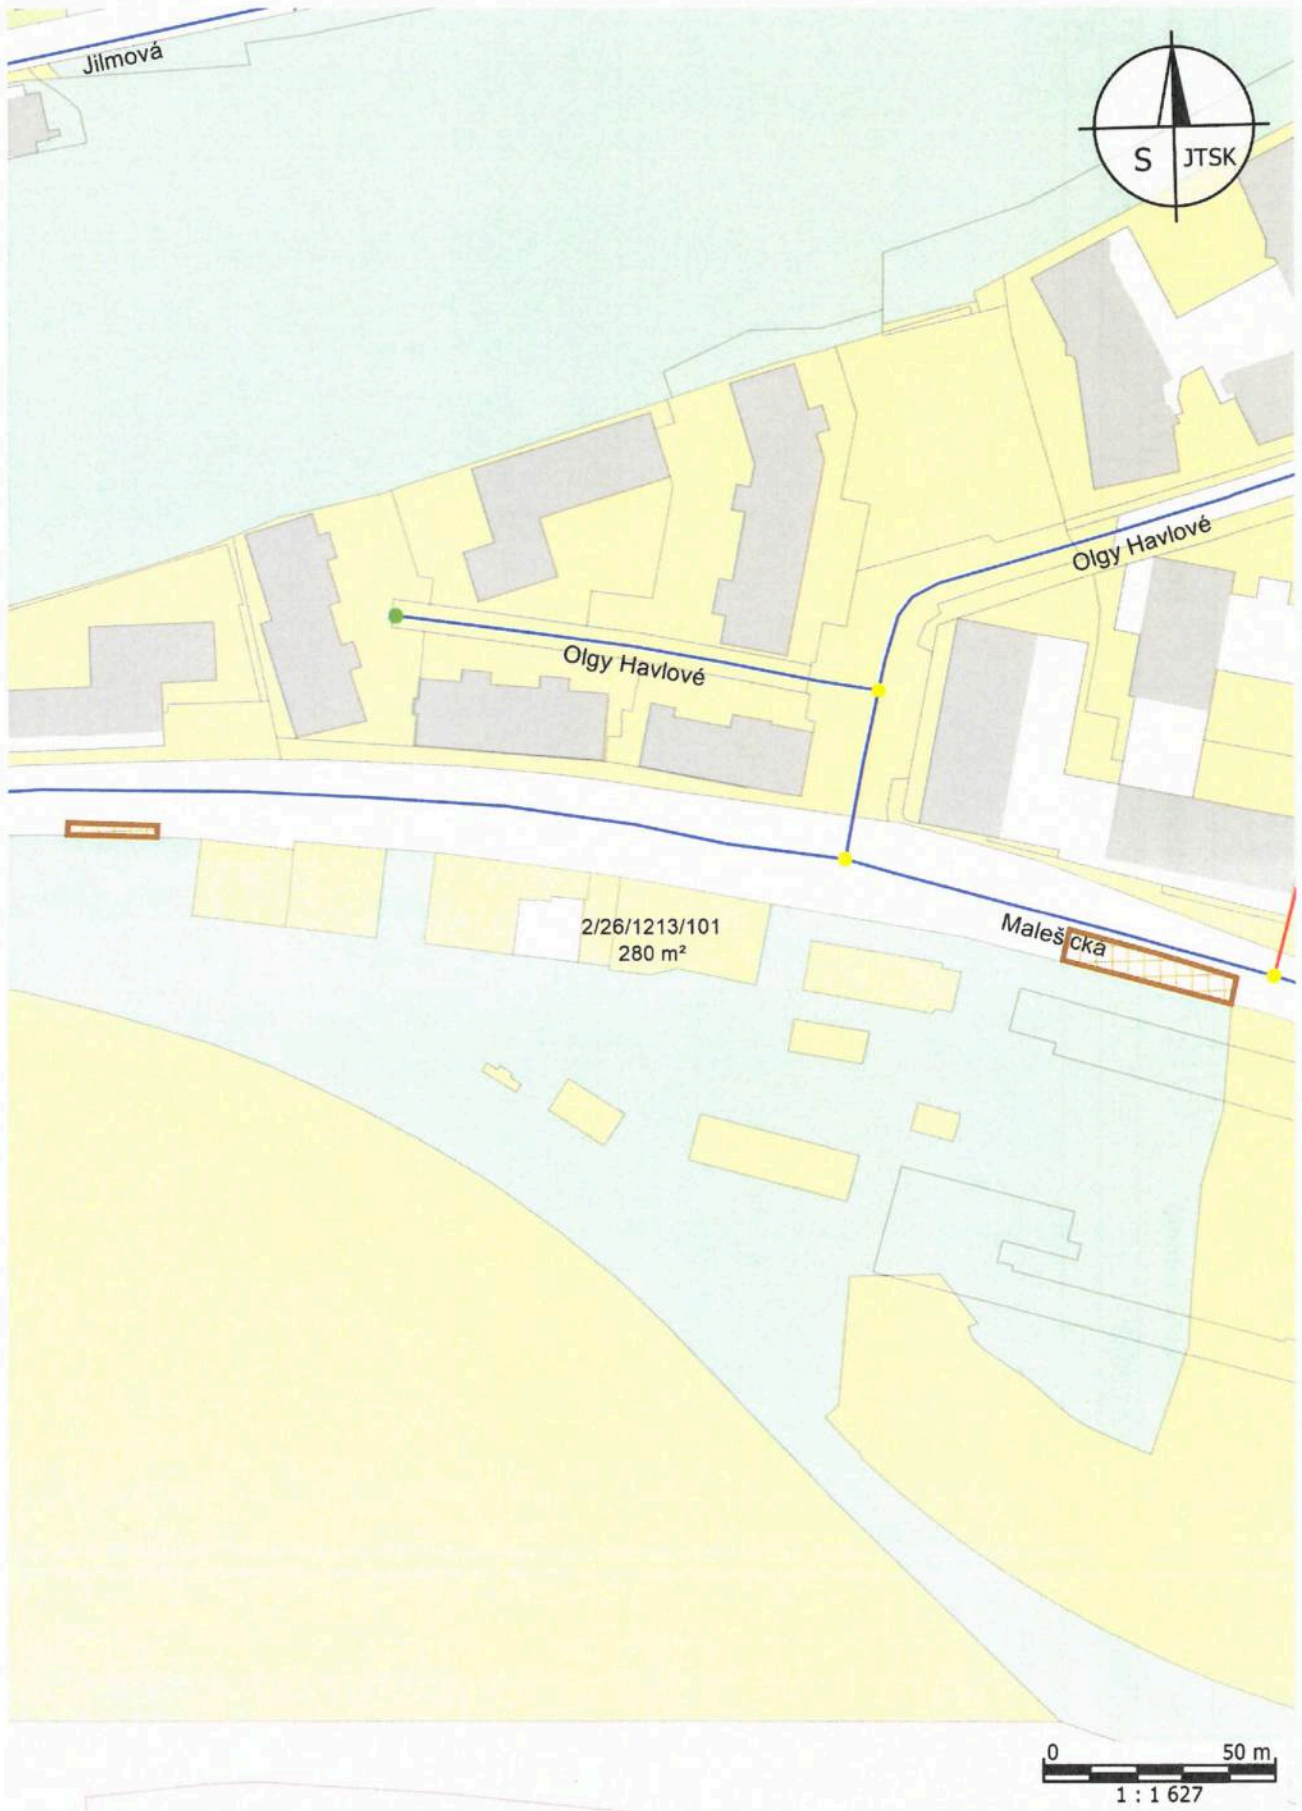 Jilmová
S JTSK
Olgy Havlové
Olgy Havlové
2/26/1213/101
280 m²
Malešická
0 50 m
1 : 1 627